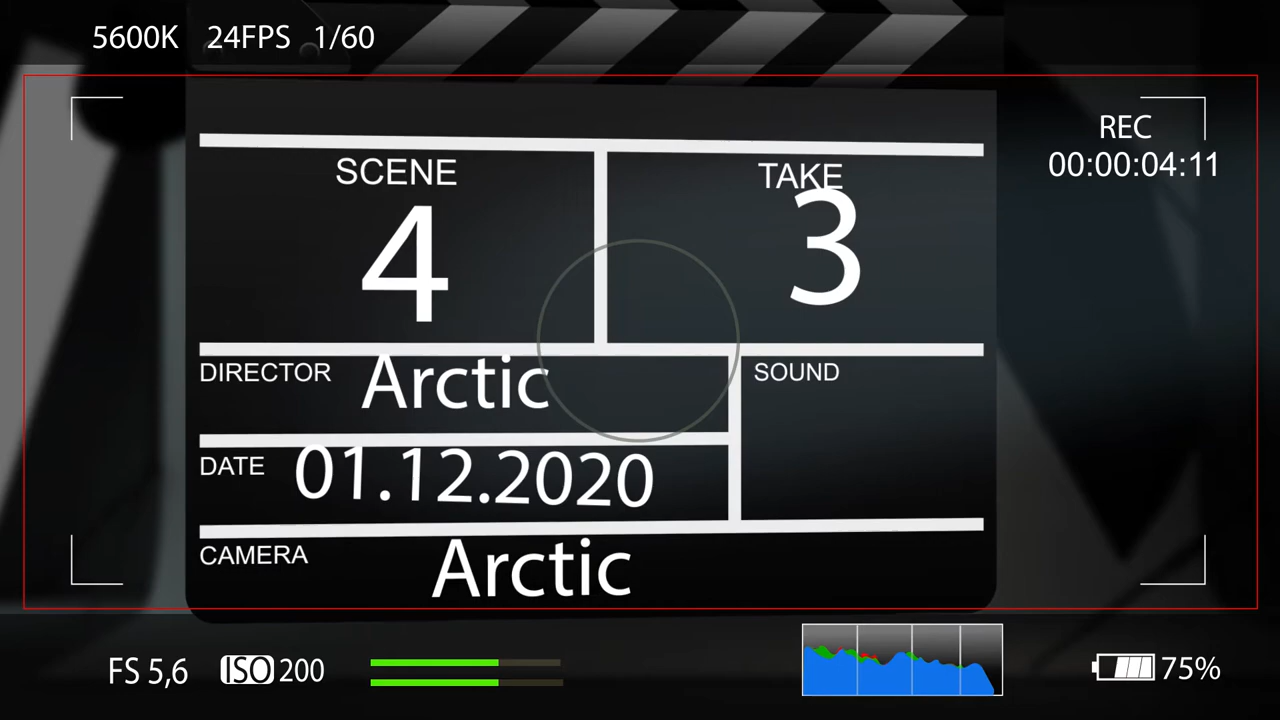 5600K 24FPS 1/60
REC
00:00:04:11
SCENE
4
TAKE
3
DIRECTOR Arctic
SOUND
DATE 01.12.2020
CAMERA Arctic
FS 5,6 ISO 200
75%